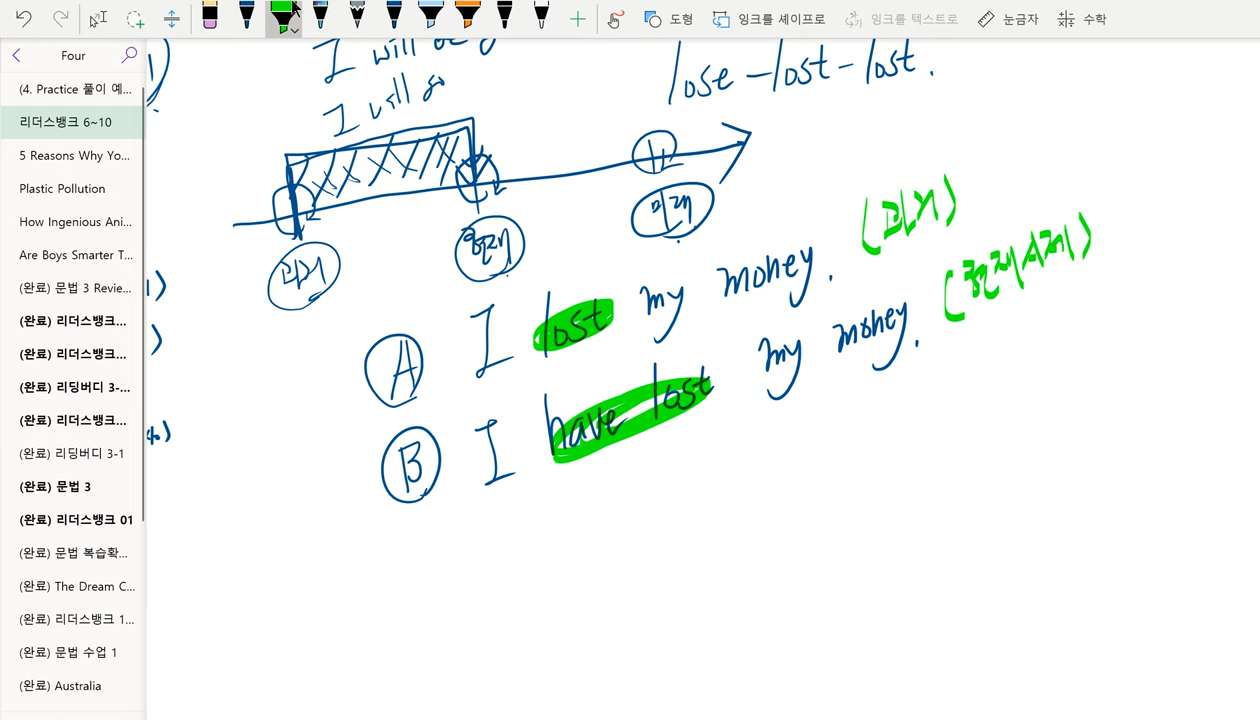 도형
잉크를 셰이프로
잉크를 텍스트로
눈금자
수학
Four
(4. Practice 풀이 예...
리더스뱅크 6~10
5 Reasons Why Yo...
Plastic Pollution
How Ingenious Ani...
Are Boys Smarter T...
(완료) 문법 3 Revie...
(완료) 리더스뱅크...
(완료) 리더스뱅크...
(완료) 리딩버디 3-...
(완료) 리더스뱅크...
(완료) 리딩버디 3-1
(완료) 문법 3
(완료) 리더스뱅크 01
(완료) 문법 복습확...
(완료) The Dream C...
(완료) 리더스뱅크 1...
(완료) 문법 수업 1
(완료) Australia
I will be
I will go
lose - lost - lost.
과거
현재
미래
A I lost my money. (과거)
B I have lost my money. (현재시제)